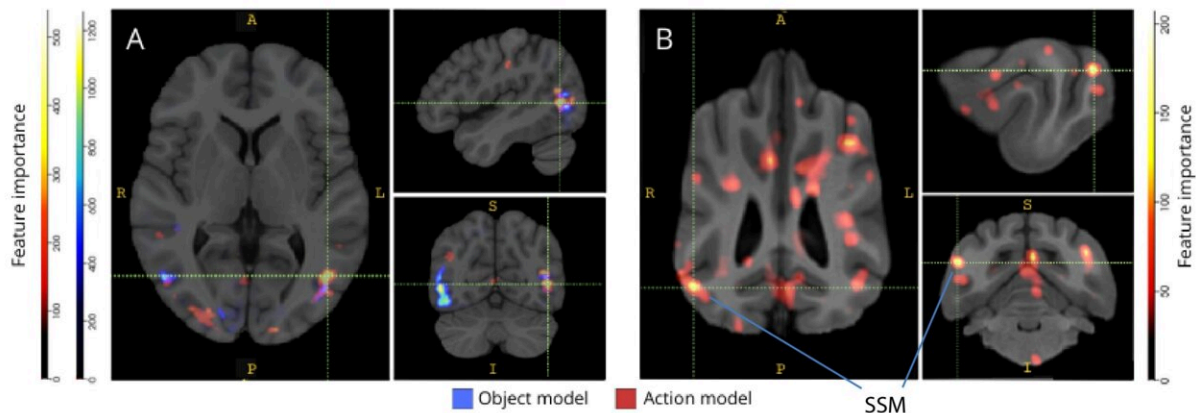 A
A
R
L
P
S
I
B
A
R
L
P
S
I
Feature importance
0
100
200
300
400
500
0
200
400
600
800
1000
1200
Feature importance
0
50
100
150
200
Object model
Action model
SSM